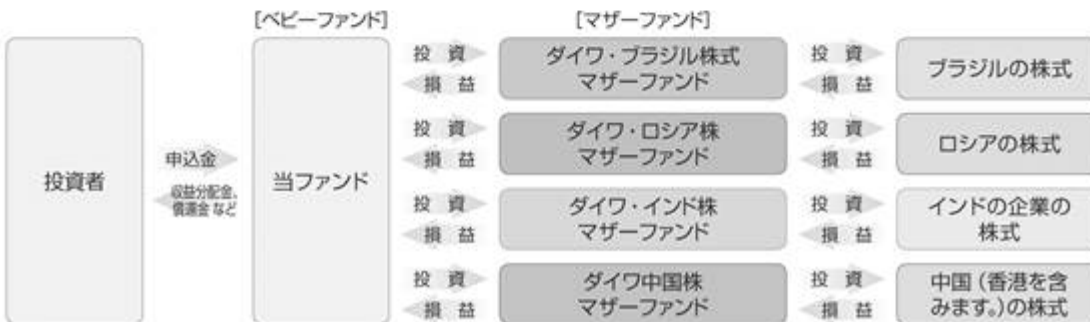 [ベビーファンド]
[マザーファンド]
投資者
申込金
収益分配金、
償還金 など
当ファンド
投 資
損 益
ダイワ・ブラジル株式
マザーファンド
投 資
損 益
ブラジルの株式
投 資
損 益
ダイワ・ロシア株
マザーファンド
投 資
損 益
ロシアの株式
投 資
損 益
ダイワ・インド株
マザーファンド
投 資
損 益
インドの企業の
株式
投 資
損 益
ダイワ中国株
マザーファンド
投 資
損 益
中国(香港を含
みます。)の株式